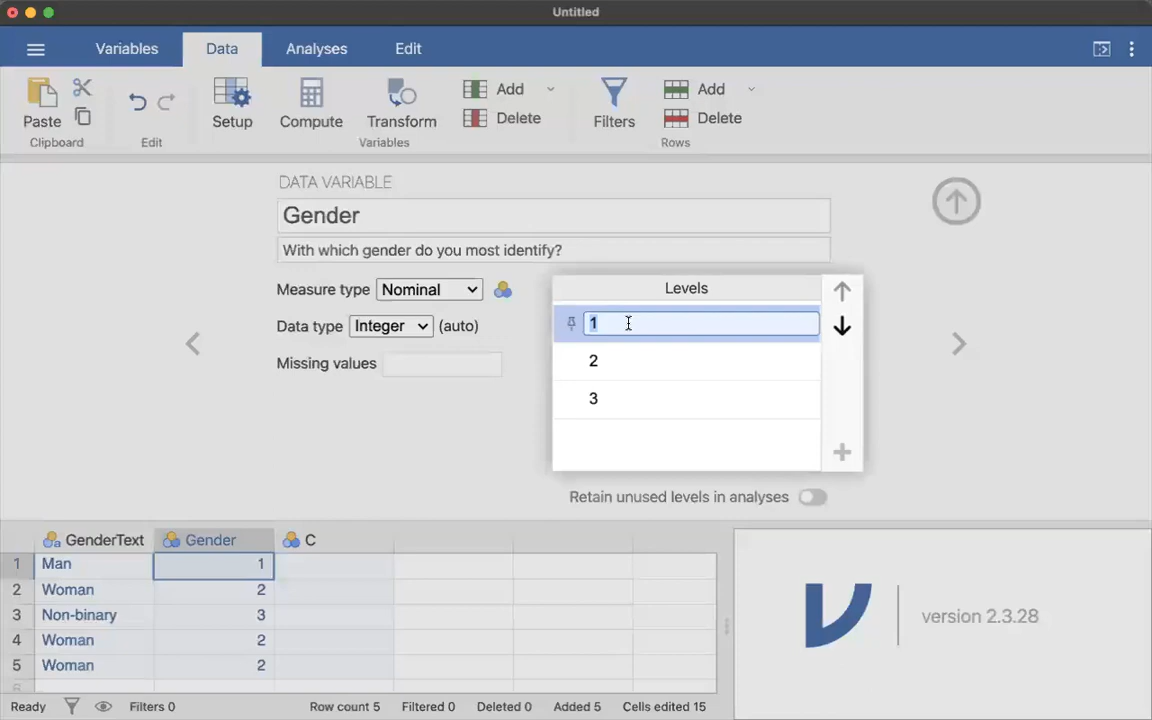 Untitled
Variables
Data
Analyses
Edit
Paste
Clipboard
Edit
Setup
Compute
Transform
Add
Delete
Variables
Filters
Add
Delete
Rows
DATA VARIABLE
Gender
With which gender do you most identify?
Measure type Nominal
Data type Integer (auto)
Missing values
Levels
1
2
3
Retain unused levels in analyses
GenderText Gender C
1 Man 1
2 Woman 2
3 Non-binary 3
4 Woman 2
5 Woman 2
version 2.3.28
Ready Filters 0 Row count 5 Filtered 0 Deleted 0 Added 5 Cells edited 15